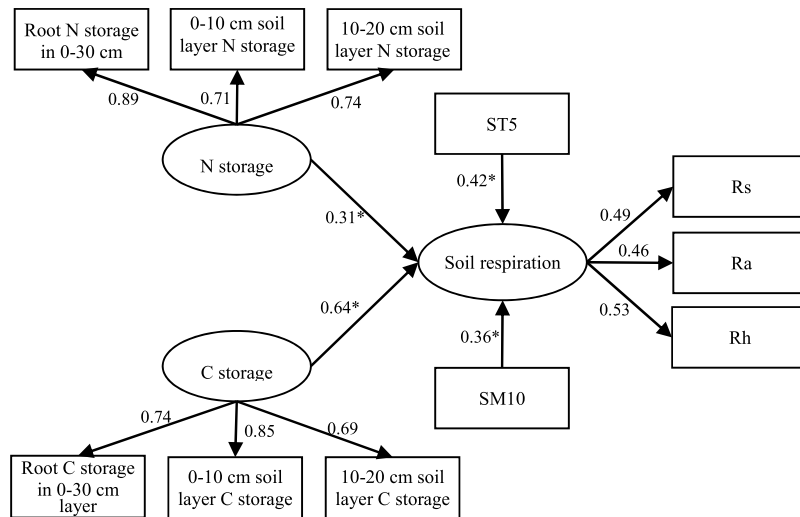 Root N storage
in 0-30 cm
0-10 cm soil
layer N storage
10-20 cm soil
layer N storage
0.89
0.71
0.74
N storage
ST5
0.42*
0.31*
Soil respiration
0.49
0.46
0.53
Rs
Ra
Rh
0.64*
0.36*
SM10
C storage
0.74
0.85
0.69
Root C storage
in 0-30 cm
layer
0-10 cm soil
layer C storage
10-20 cm soil
layer C storage